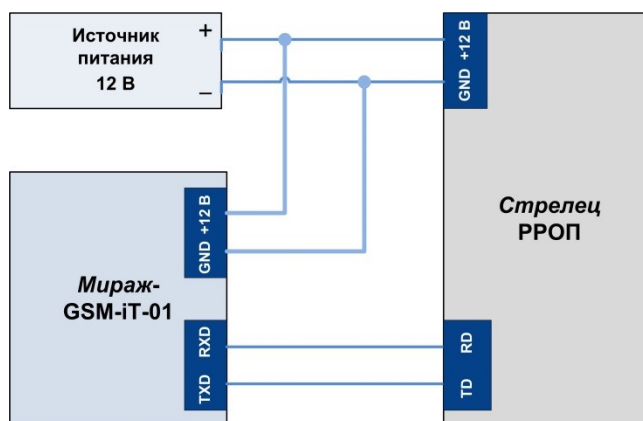 Источник
питания
12 В
+
–
+12 В
GND
Стрелец
РРОП
+12 В
GND
Мираж-
GSM-iT-01
RXD
TXD
RD
TD